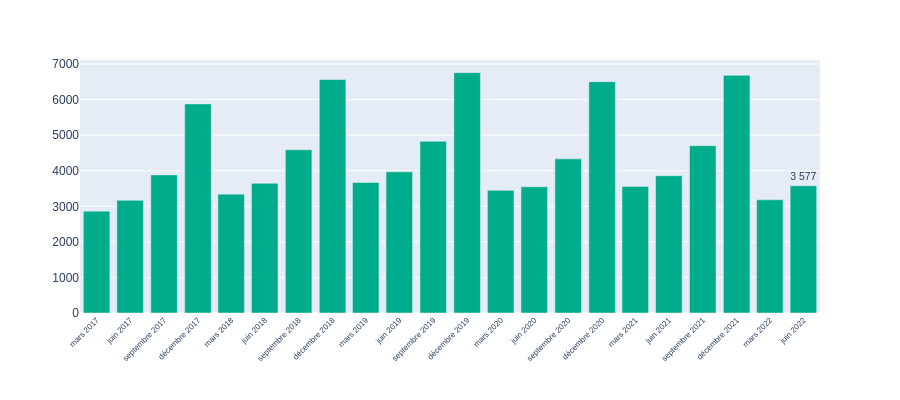 7000
6000
5000
4000
3000
2000
1000
0
3 577
mars 2017
juin 2017
septembre 2017
décembre 2017
mars 2018
juin 2018
septembre 2018
décembre 2018
mars 2019
juin 2019
septembre 2019
décembre 2019
mars 2020
juin 2020
septembre 2020
décembre 2020
mars 2021
juin 2021
septembre 2021
décembre 2021
mars 2022
juin 2022